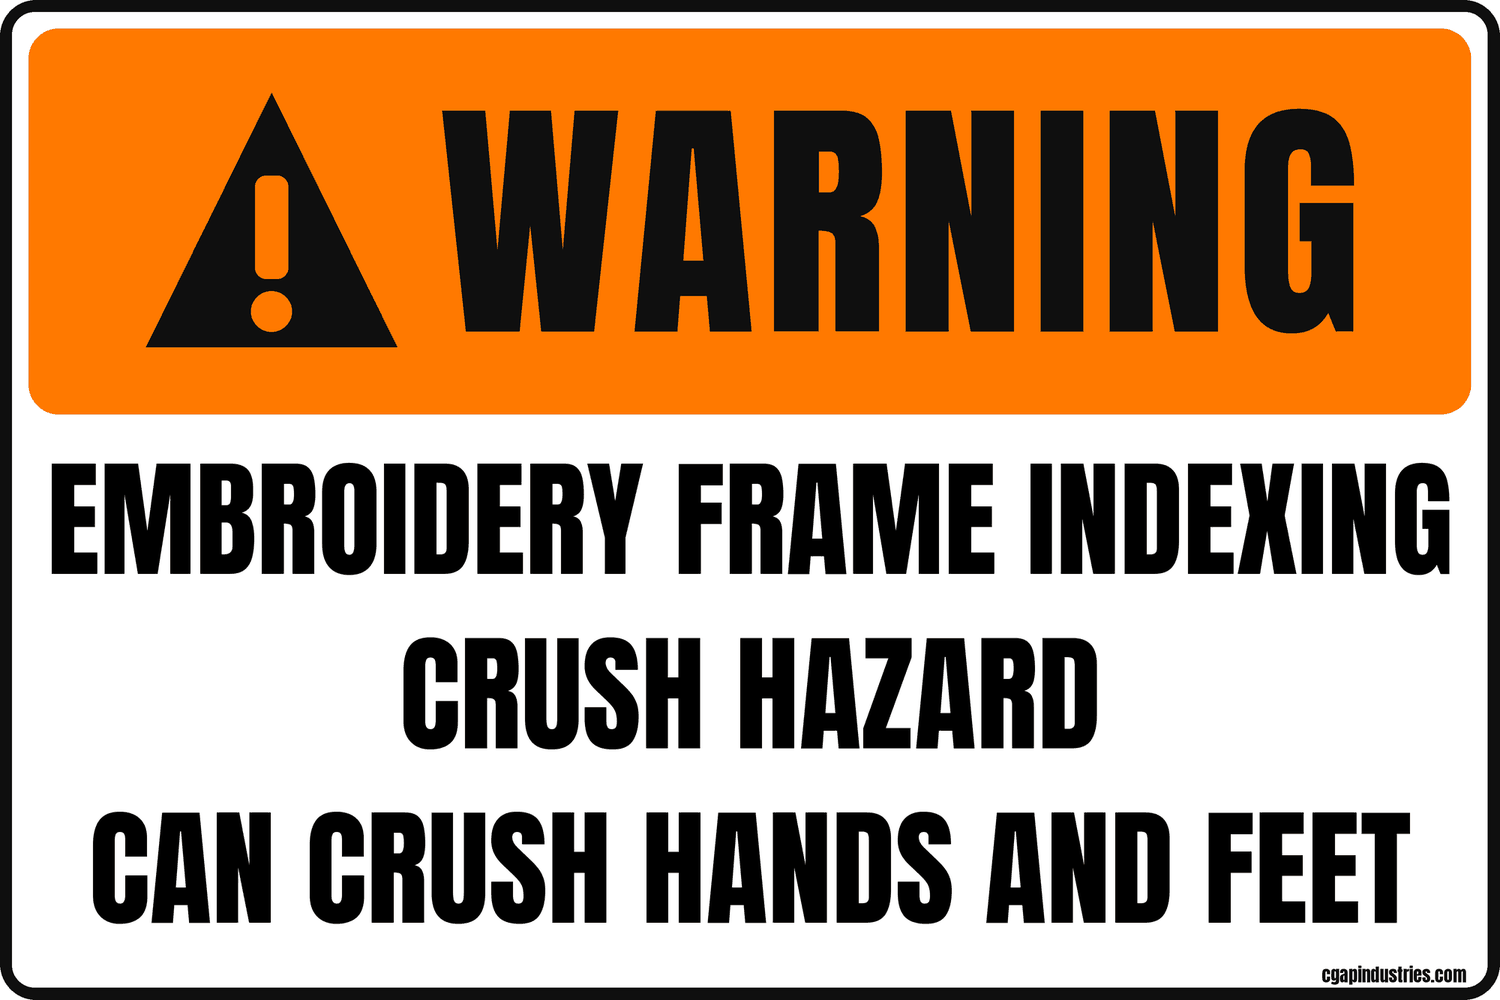 WARNING
EMBROIDERY FRAME INDEXING
CRUSH HAZARD
CAN CRUSH HANDS AND FEET
cgapindustries.com